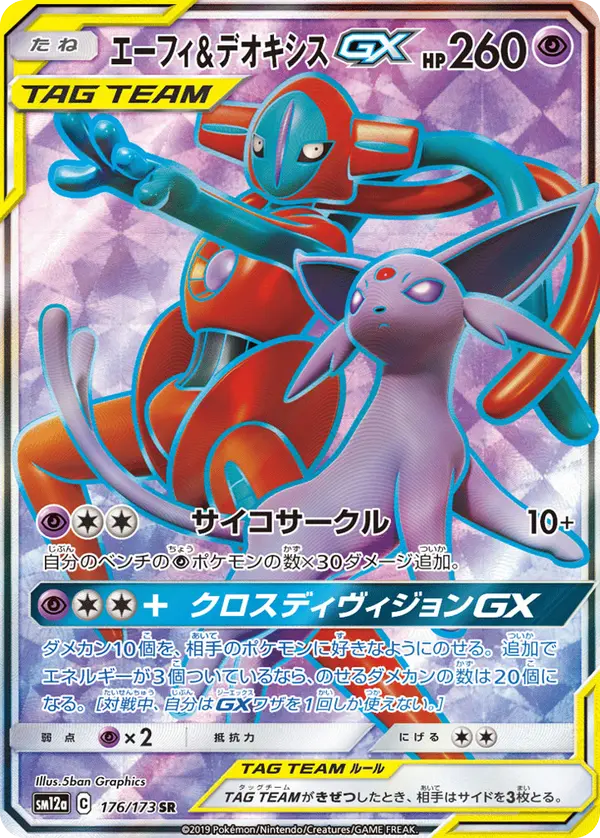 たね
エーフィ&デオキシスGX HP260
TAG TEAM
サイコサークル 10+
自分のベンチのポケモンの数×30ダメージ追加。
+ クロスディヴィジョンGX
ダメカン10個を、相手のポケモンに好きなようにのせる。追加で
エネルギーが3個ついているなら、のせるダメカンの数は20個に
なる。[対戦中、自分はGXワザを1回しか使えない。]
弱点 ×2 抵抗力 にげる
Illus.5ban Graphics
TAG TEAM ルール
sm12a C 176/173 SR
TAG TEAMがきぜつしたとき、相手はサイドを3枚とる。
©2019 Pokémon/Nintendo/Creatures/GAME FREAK.